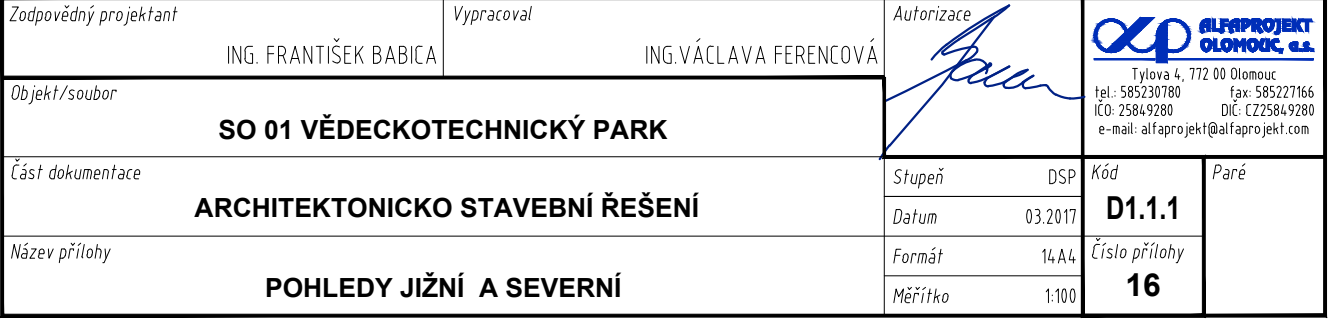 Zodpovědný projektant
ING. FRANTIŠEK BABICA
Vypracoval
ING.VÁCLAVA FERENCOVÁ
Autorizace
ALFAPROJEKT
OLOMOUC, a.s.
Tylova 4, 772 00 Olomouc
tel.: 585230780 fax: 585227166
IČO: 25849280 DIČ: CZ25849280
e-mail: alfaprojekt@alfaprojekt.com
Objekt/soubor
SO 01 VĚDECKOTECHNICKÝ PARK
Část dokumentace
ARCHITEKTONICKO STAVEBNÍ ŘEŠENÍ
Název přílohy
POHLEDY JIŽNÍ A SEVERNÍ
Stupeň DSP
Datum 03.2017
Formát 14A4
Měřítko 1:100
Kód
D1.1.1
Číslo přílohy
16
Paré